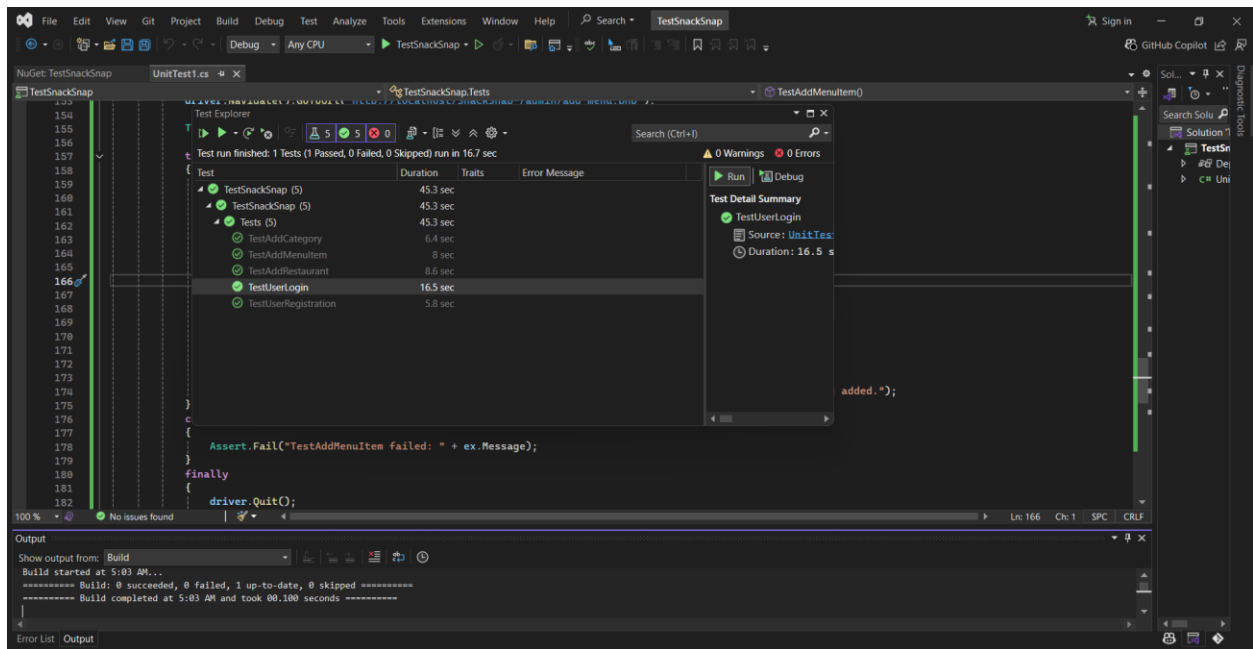 File Edit View Git Project Build Debug Test Analyze Tools Extensions Window Help Search TestSnackSnap Sign in
Debug Any CPU TestSnackSnap GitHub Copilot
NuGet: TestSnackSnap UnitTest1.cs Sol...
TestSnackSnap TestSnackSnap.Tests TestAddMenuItem() Diagnostic Tools
153
154 Test Explorer Search Solu
155 T 5 5 0 Search (Ctrl+I) Solution
156 Test run finished: 1 Tests (1 Passed, 0 Failed, 0 Skipped) run in 16.7 sec 0 Warnings 0 Errors TestSn
157 t De
158 { Test Duration Traits Error Message Run Debug C# Uni
159 TestSnackSnap (5) 45.3 sec Test Detail Summary
160 TestSnackSnap (5) 45.3 sec TestUserLogin
161 Tests (5) 45.3 sec Source: UnitTes
162 TestAddCategory 6.4 sec Duration: 16.5 s
163
164 TestAddMenuItem 8 sec
165 TestAddRestaurant 8.6 sec
166 TestUserLogin 16.5 sec
167 TestUserRegistration 5.8 sec
168
169
170
171
172
173
174 added.");
175 }
176 c
177 {
178 Assert.Fail("TestAddMenuItem failed: " + ex.Message);
179 }
180 finally
181 {
182 driver.Quit();
100 % No issues found Ln: 166 Ch: 1 SPC CRLF
Output
Show output from: Build
Build started at 5:03 AM...
========== Build: 0 succeeded, 0 failed, 1 up-to-date, 0 skipped ==========
========== Build completed at 5:03 AM and took 00.100 seconds ==========
Error List Output